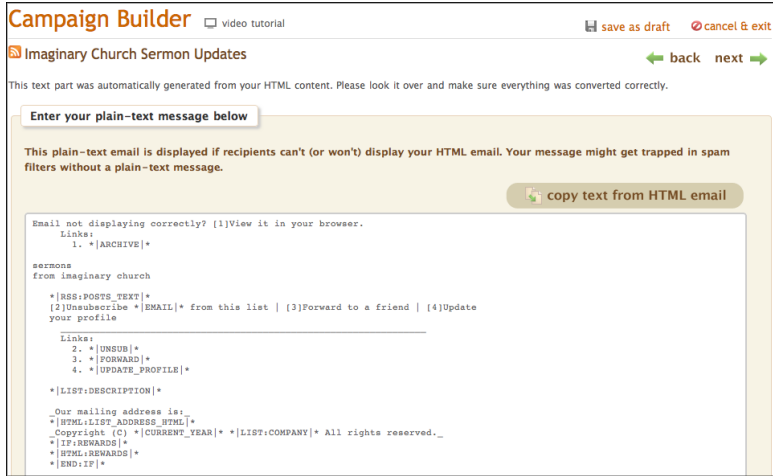 Campaign Builder video tutorial save as draft cancel & exit
Imaginary Church Sermon Updates back next
This text part was automatically generated from your HTML content. Please look it over and make sure everything was converted correctly.
Enter your plain-text message below
This plain-text email is displayed if recipients can't (or won't) display your HTML email. Your message might get trapped in spam
filters without a plain-text message.
copy text from HTML email
Email not displaying correctly? [1]View it in your browser.
Links:
1. *|ARCHIVE|*
sermons
from imaginary church
*|RSS:POSTS_TEXT|*
[2]Unsubscribe *|EMAIL|* from this list | [3]Forward to a friend | [4]Update
your profile
Links:
2. *|UNSUB|*
3. *|FORWARD|*
4. *|UPDATE_PROFILE|*
*|LIST:DESCRIPTION|*
_Our mailing address is:_
*|HTML:LIST_ADDRESS_HTML|*
_Copyright (C) *|CURRENT_YEAR|* *|LIST:COMPANY|* All rights reserved._
*|IF:REWARDS|*
*|HTML:REWARDS|*
*|END:IF|*